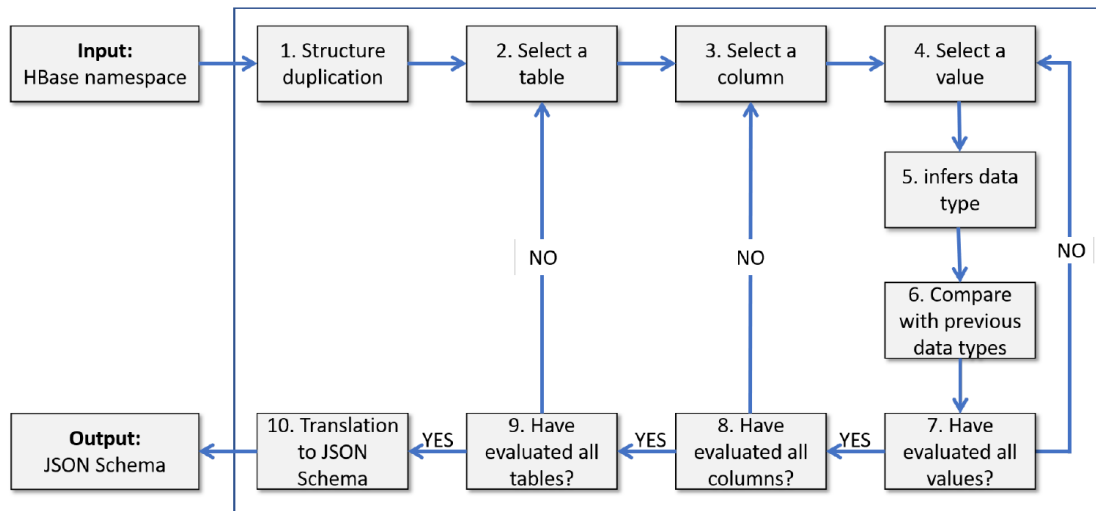 Input:
HBase namespace
1. Structure
duplication
2. Select a
table
3. Select a
column
4. Select a
value
5. infers data
type
NO
NO
NO
6. Compare
with previous
data types
Output:
JSON Schema
10. Translation
to JSON
Schema
YES
9. Have
evaluated all
tables?
YES
8. Have
evaluated all
columns?
YES
7. Have
evaluated all
values?